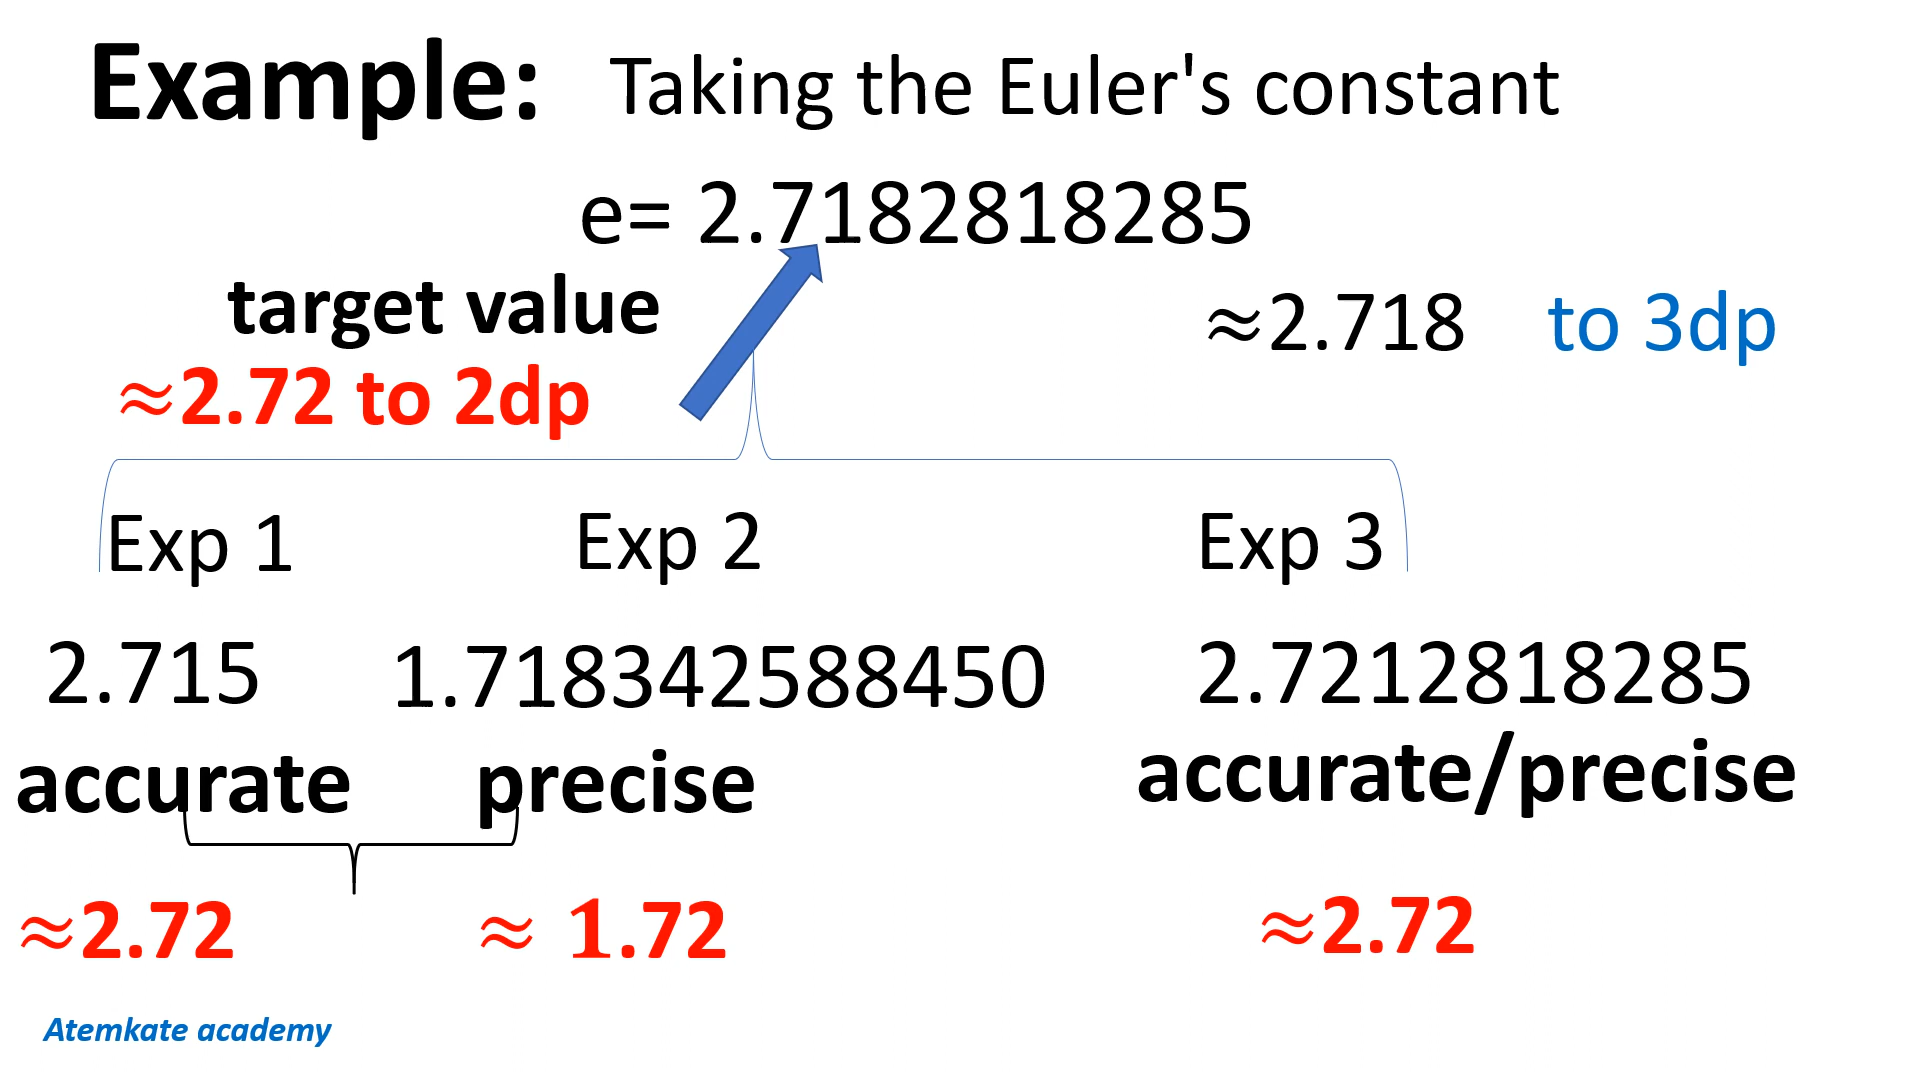 Example: Taking the Euler's constant
e= 2.7182818285
target value
≈2.718 to 3dp
≈2.72 to 2dp
Exp 1 Exp 2 Exp 3
2.715 1.718342588450 2.7212818285
accurate precise accurate/precise
≈2.72 ≈ 1.72 ≈2.72
Atemkate academy